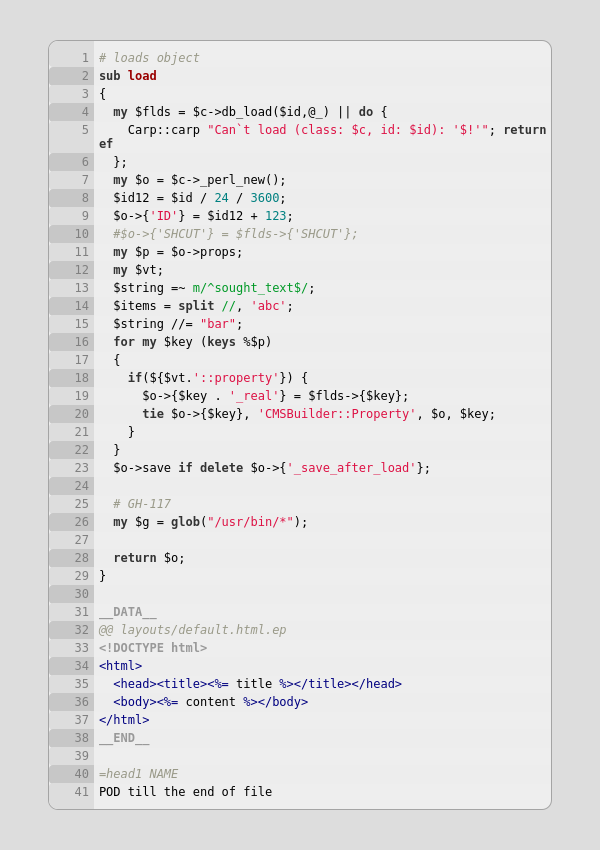 1 # loads object
2 sub load
3 {
4   my $flds = $c->db_load($id,@_) || do {
5     Carp::carp "Can`t load (class: $c, id: $id): '$!'"; return
ef
6   };
7   my $o = $c->_perl_new();
8   $id12 = $id / 24 / 3600;
9   $o->{'ID'} = $id12 + 123;
10   #$o->{'SHCUT'} = $flds->{'SHCUT'};
11   my $p = $o->props;
12   my $vt;
13   $string =~ m/^sought_text$/;
14   $items = split //, 'abc';
15   $string //= "bar";
16   for my $key (keys %$p)
17   {
18     if(${$vt.'::property'}) {
19       $o->{$key . '_real'} = $flds->{$key};
20       tie $o->{$key}, 'CMSBuilder::Property', $o, $key;
21     }
22   }
23   $o->save if delete $o->{'_save_after_load'};
24
25   # GH-117
26   my $g = glob("/usr/bin/*");
27
28   return $o;
29 }
30
31 __DATA__
32 @@ layouts/default.html.ep
33 <!DOCTYPE html>
34 <html>
35   <head><title><%= title %></title></head>
36   <body><%= content %></body>
37 </html>
38 __END__
39
40 =head1 NAME
41 POD till the end of file